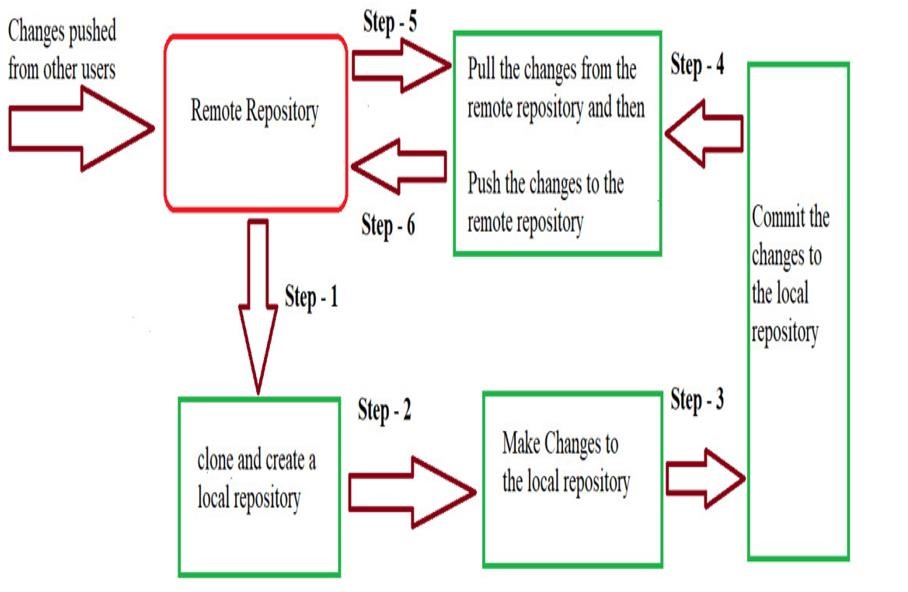 Changes pushed
from other users
Remote Repository
Step - 5
Pull the changes from the
remote repository and then
Push the changes to the
remote repository
Step - 4
Step - 6
Commit the
changes to
the local
repository
Step - 1
clone and create a
local repository
Step - 2
Make Changes to
the local repository
Step - 3